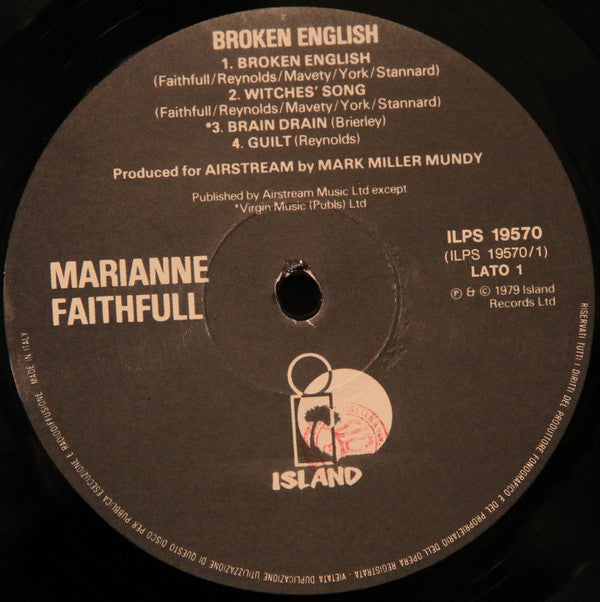 BROKEN ENGLISH
1. BROKEN ENGLISH
(Faithfull/Reynolds/Mavety/York/Stannard)
2. WITCHES' SONG
(Faithfull/Reynolds/Mavety/York/Stannard)
*3. BRAIN DRAIN (Brierley)
4. GUILT (Reynolds)
Produced for AIRSTREAM by MARK MILLER MUNDY
Published by Airstream Music Ltd except
*Virgin Music (Publs) Ltd
MARIANNE
FAITHFULL
ILPS 19570
(ILPS 19570/1)
LATO 1
℗ & © 1979 Island
Records Ltd
ISLAND
RISERVATI TUTTI I DIRITTI DEL PRODUTTORE FONOGRAFICO E DEL PROPRIETARIO DELL'OPERA REGISTRATA - VIETATA DUPLICAZIONE UTILIZZAZIONE DI QUESTO DISCO PER PUBBLICA ESECUZIONE E RADIODIFFUSIONE MADE IN ITALY